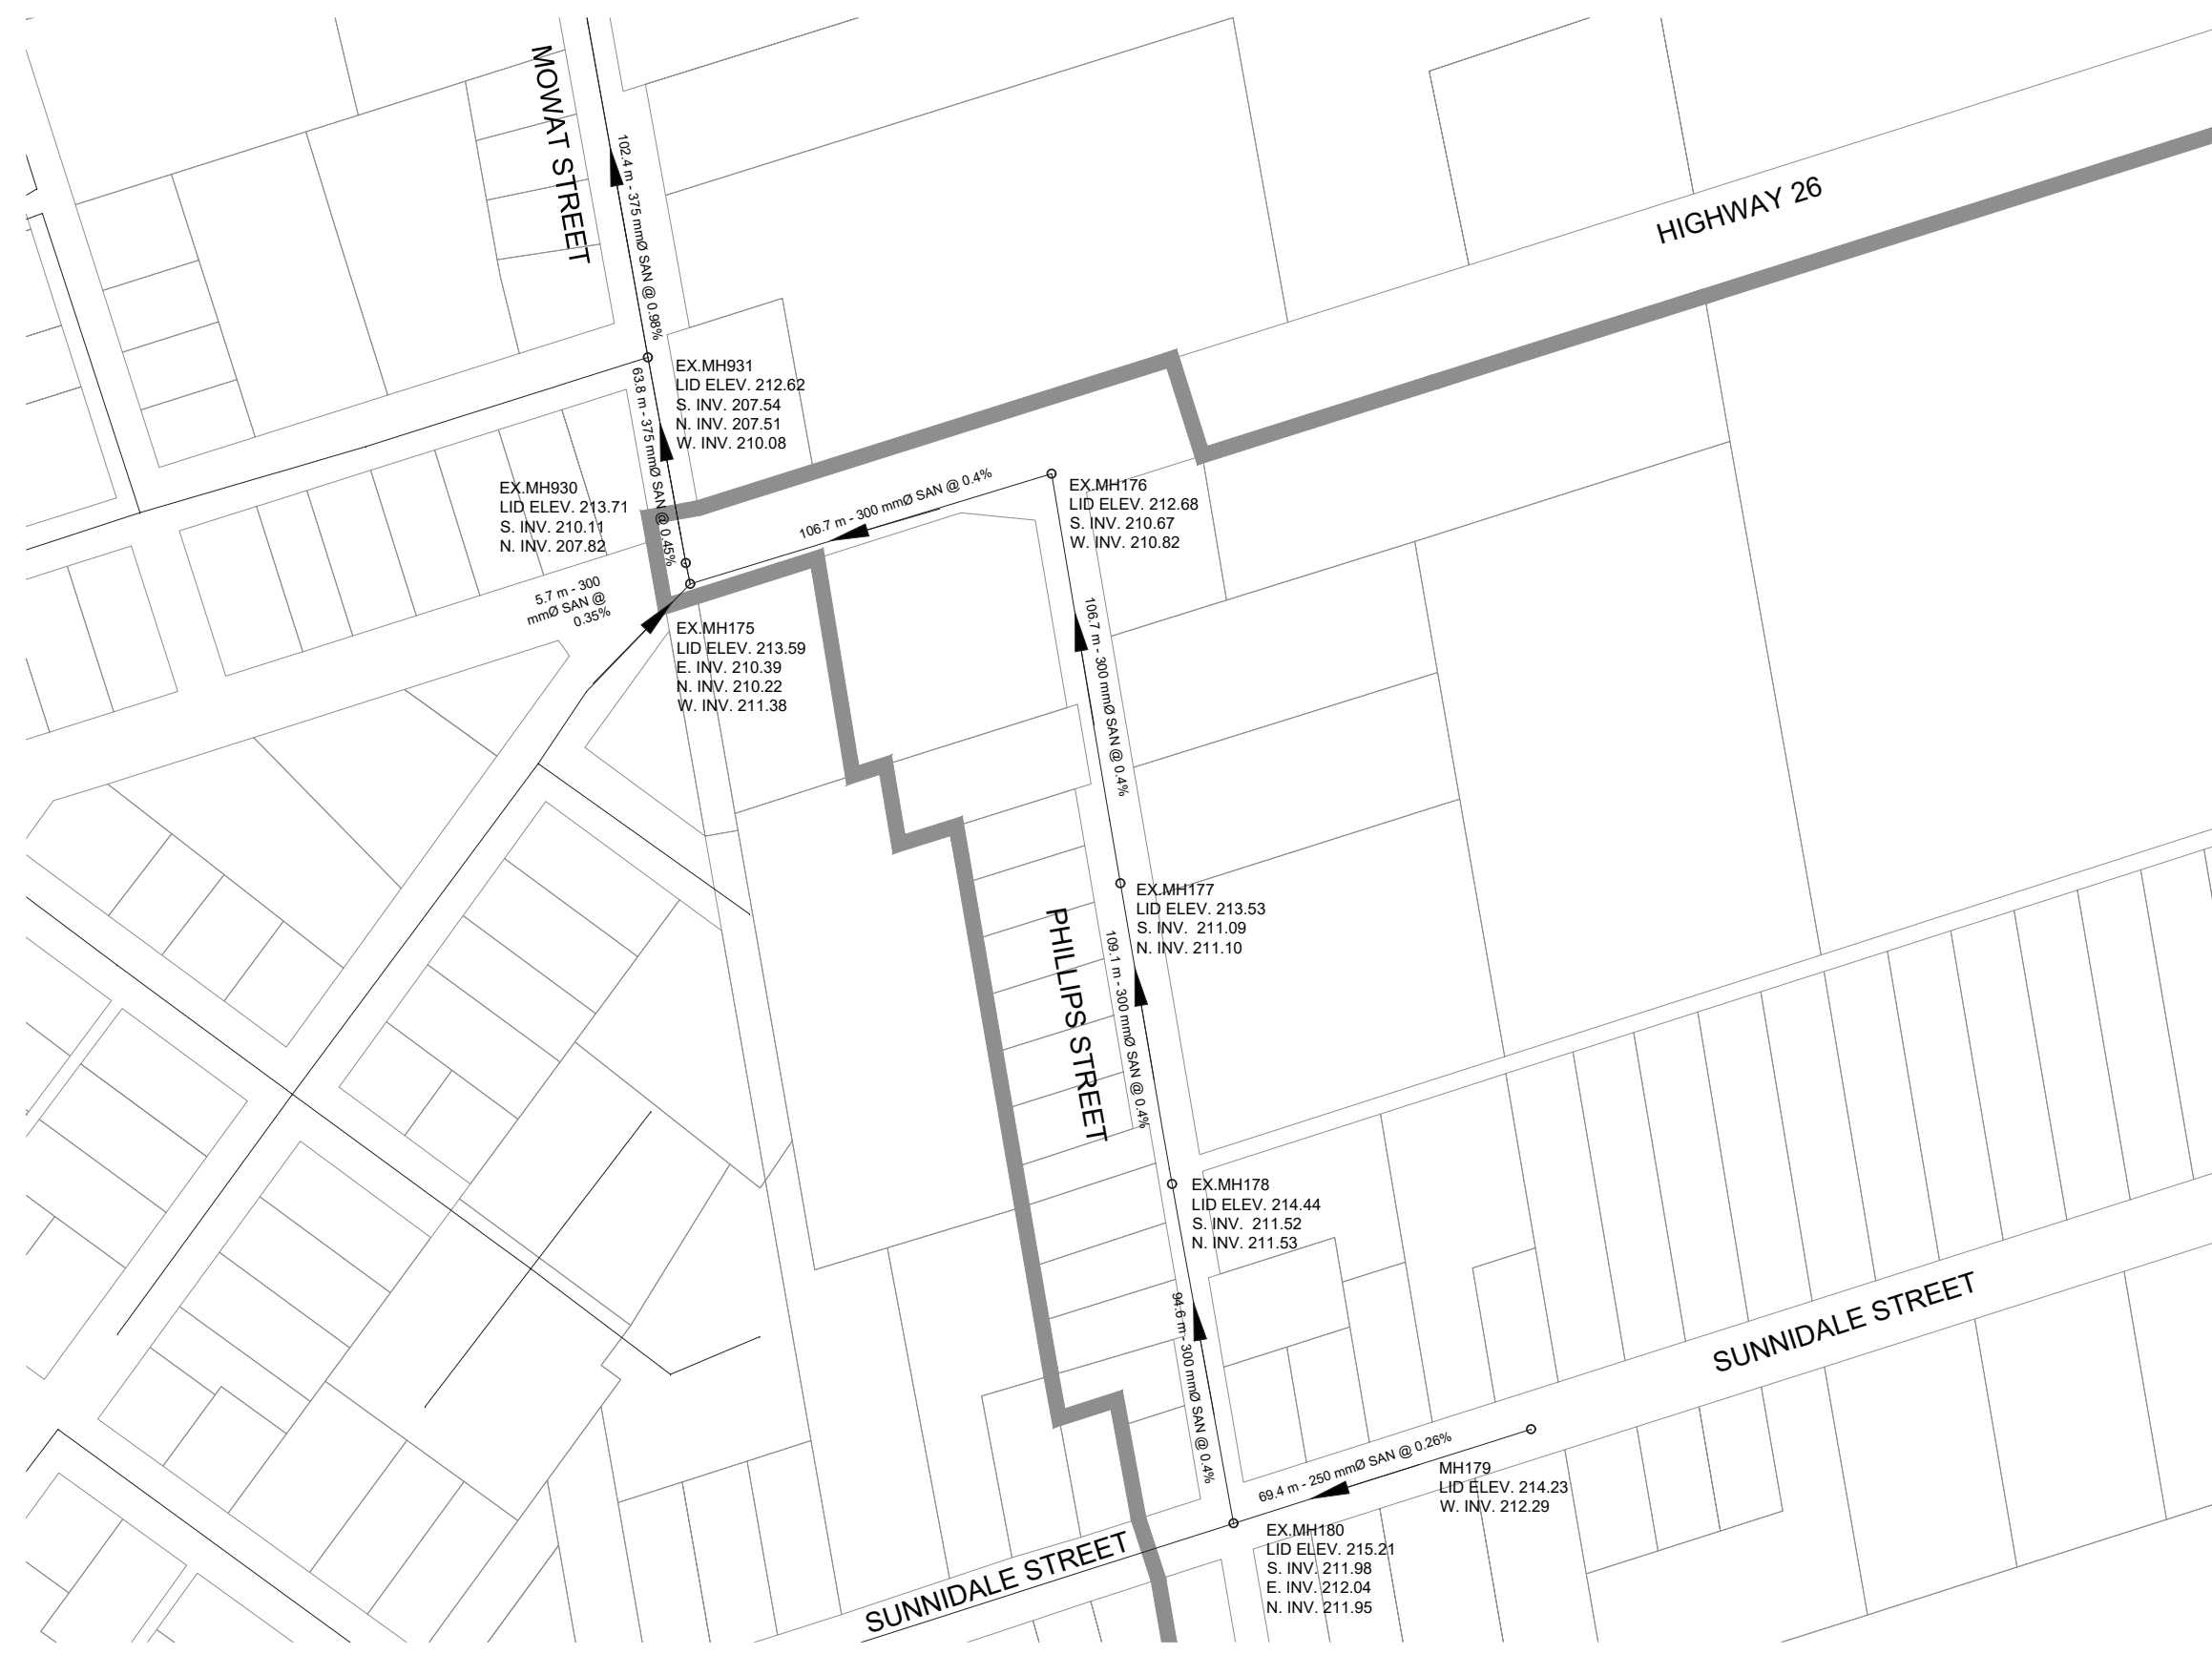 MOWAT STREET
102.4 m - 375 mmØ SAN @ 0.98%
HIGHWAY 26
EX.MH931
LID ELEV. 212.62
S. INV. 207.54
N. INV. 207.51
W. INV. 210.08
63.8 m - 375 mmØ SAN @ 0.45%
EX.MH930
LID ELEV. 213.71
S. INV. 210.11
N. INV. 207.82
106.7 m - 300 mmØ SAN @ 0.4%
EX.MH176
LID ELEV. 212.68
S. INV. 210.67
W. INV. 210.82
5.7 m - 300
mmØ SAN @
0.35%
EX.MH175
LID ELEV. 213.59
E. INV. 210.39
N. INV. 210.22
W. INV. 211.38
106.7 m - 300 mmØ SAN @ 0.4%
EX.MH177
LID ELEV. 213.53
S. INV. 211.09
N. INV. 211.10
PHILLIPS STREET
109.1 m - 300 mmØ SAN @ 0.4%
EX.MH178
LID ELEV. 214.44
S. INV. 211.52
N. INV. 211.53
94.6 m - 300 mmØ SAN @ 0.4%
SUNNIDALE STREET
69.4 m - 250 mmØ SAN @ 0.26%
MH179
LID ELEV. 214.23
W. INV. 212.29
EX.MH180
LID ELEV. 215.21
S. INV. 211.98
E. INV. 212.04
N. INV. 211.95
SUNNIDALE STREET